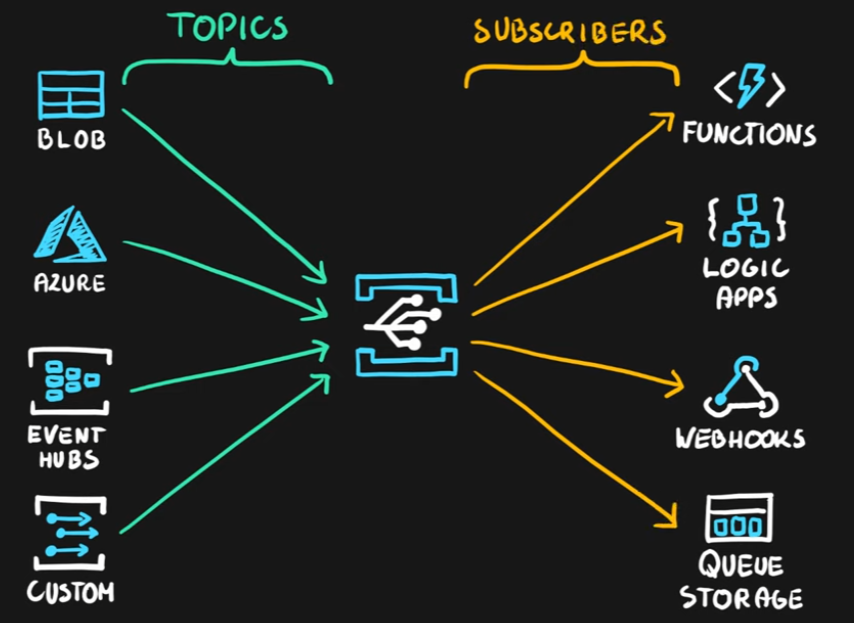 TOPICS
SUBSCRIBERS
BLOB
AZURE
EVENT
HUBS
CUSTOM
FUNCTIONS
LOGIC
APPS
WEBHOOKS
QUEUE
STORAGE